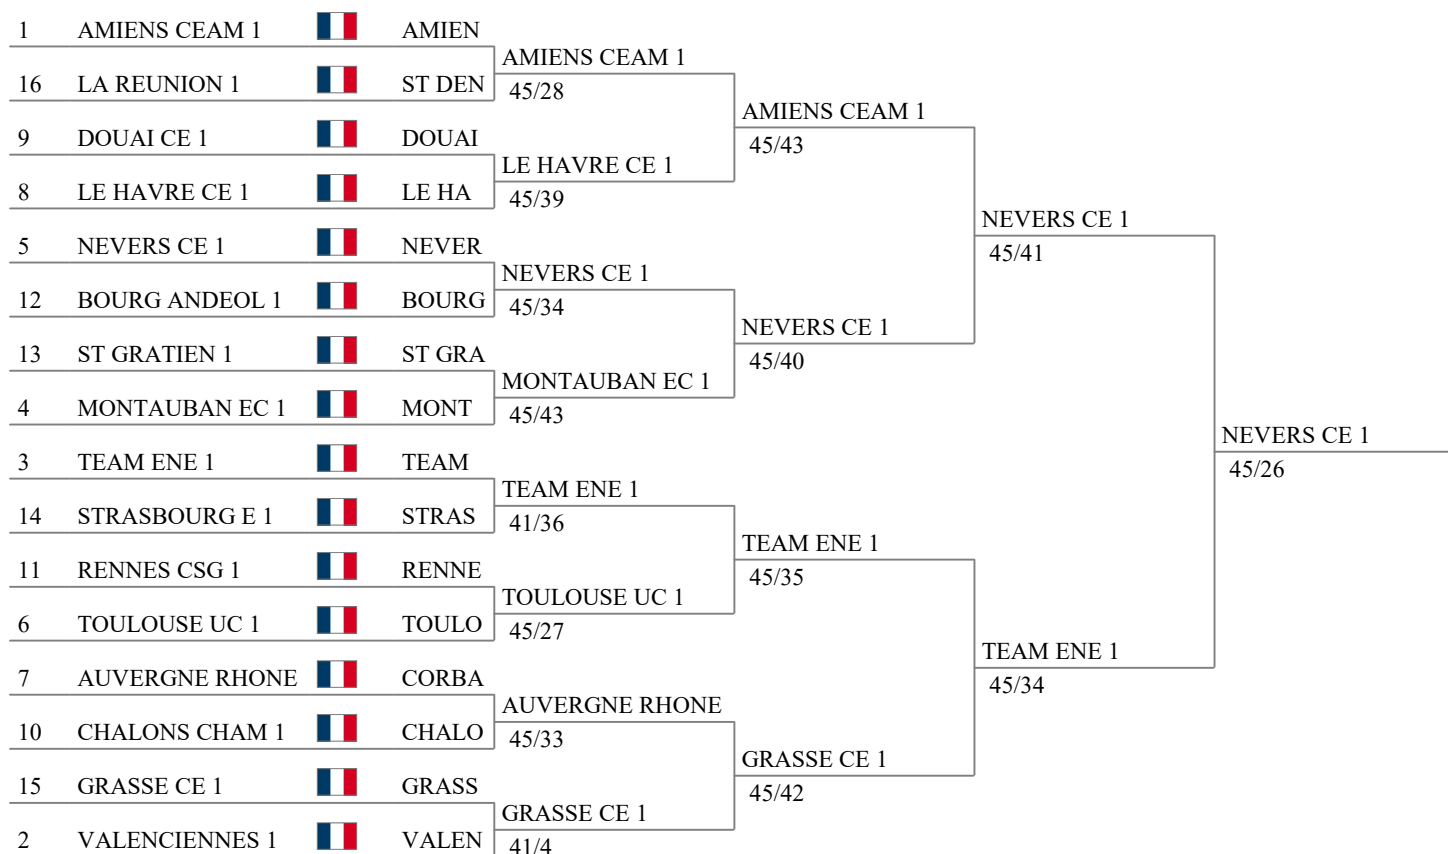 1 AMIENS CEAM 1 AMIEN
16 LA REUNION 1 ST DEN
9 DOUAI CE 1 DOUAI
8 LE HAVRE CE 1 LE HA
5 NEVERS CE 1 NEVER
12 BOURG ANDEOL 1 BOURG
13 ST GRATIEN 1 ST GRA
4 MONTAUBAN EC 1 MONT
3 TEAM ENE 1 TEAM
14 STRASBOURG E 1 STRAS
11 RENNES CSG 1 RENNE
6 TOULOUSE UC 1 TOULO
7 AUVERGNE RHONE CORBA
10 CHALONS CHAM 1 CHALO
15 GRASSE CE 1 GRASS
2 VALENCIENNES 1 VALEN
AMIENS CEAM 1
45/28
LE HAVRE CE 1
45/39
NEVERS CE 1
45/34
MONTAUBAN EC 1
45/43
TEAM ENE 1
41/36
TOULOUSE UC 1
45/27
AUVERGNE RHONE
45/33
GRASSE CE 1
41/4
AMIENS CEAM 1
45/43
NEVERS CE 1
45/40
TEAM ENE 1
45/35
GRASSE CE 1
45/42
NEVERS CE 1
45/41
TEAM ENE 1
45/34
NEVERS CE 1
45/26